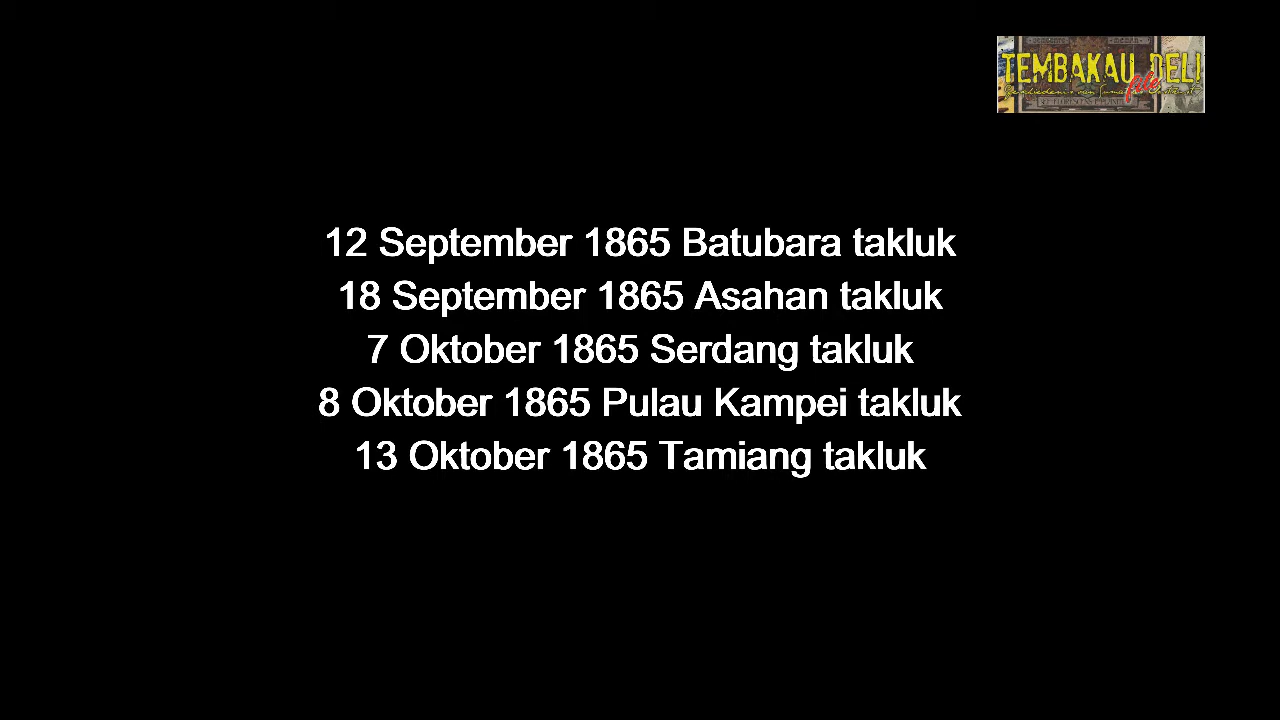 TEMBAKAU DELI
file
12 September 1865 Batubara takluk
18 September 1865 Asahan takluk
7 Oktober 1865 Serdang takluk
8 Oktober 1865 Pulau Kampei takluk
13 Oktober 1865 Tamiang takluk